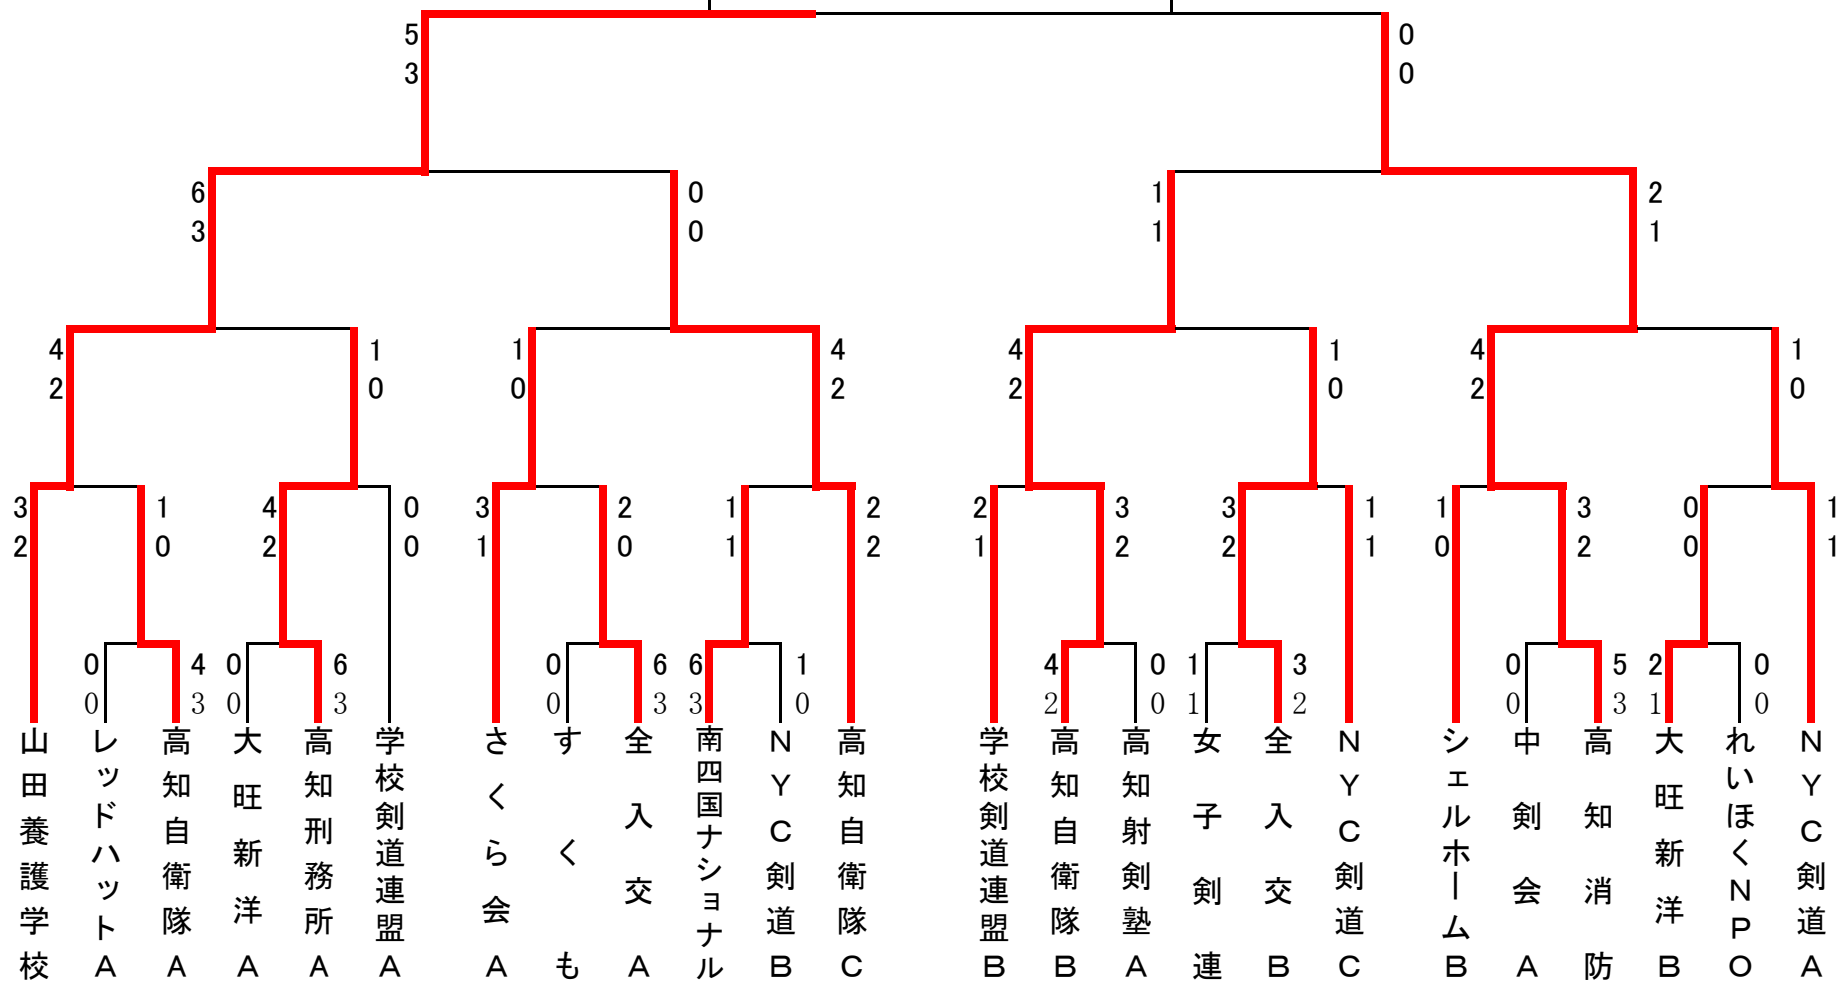 5 0
3 0
6 0 1 2
3 0 1 1
4 1 1 4 4 1 4 1
2 0 0 2 2 0 2 0
3 1 4 0 3 2 1 2 2 3 3 1 1 3 0 1
2 0 2 0 1 0 1 2 1 2 2 1 0 2 0 1
0 4 0 6 0 6 6 1 4 0 1 3 0 5 2 0
0 3 0 3 0 3 3 0 2 0 1 2 0 3 1 0
山田養護学校
レッドハットA
高知自衛隊A
大旺新洋A
高知刑務所A
学校剣道連盟A
さくら会A
すくも
全入交A
南四国ナショナル
NYC剣道B
高知自衛隊C
学校剣道連盟B
高知自衛隊B
高知射剣塾A
女子剣連
全入交B
NYC剣道C
シェルホームB
中剣会A
高知消防
大旺新洋B
れいほくNPO
NYC剣道A